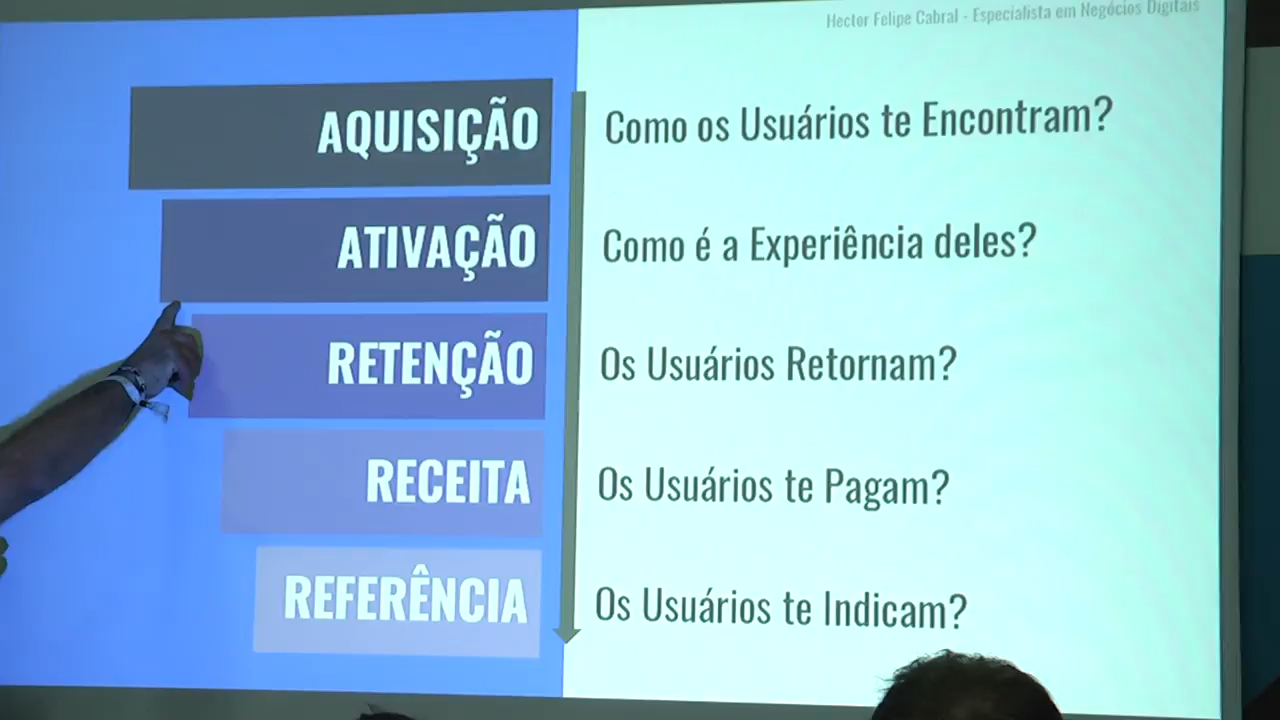 Hector Felipe Cabral - Especialista em Negócios Digitais
AQUISIÇÃO Como os Usuários te Encontram?
ATIVAÇÃO Como é a Experiência deles?
RETENÇÃO Os Usuários Retornam?
RECEITA Os Usuários te Pagam?
REFERÊNCIA Os Usuários te Indicam?